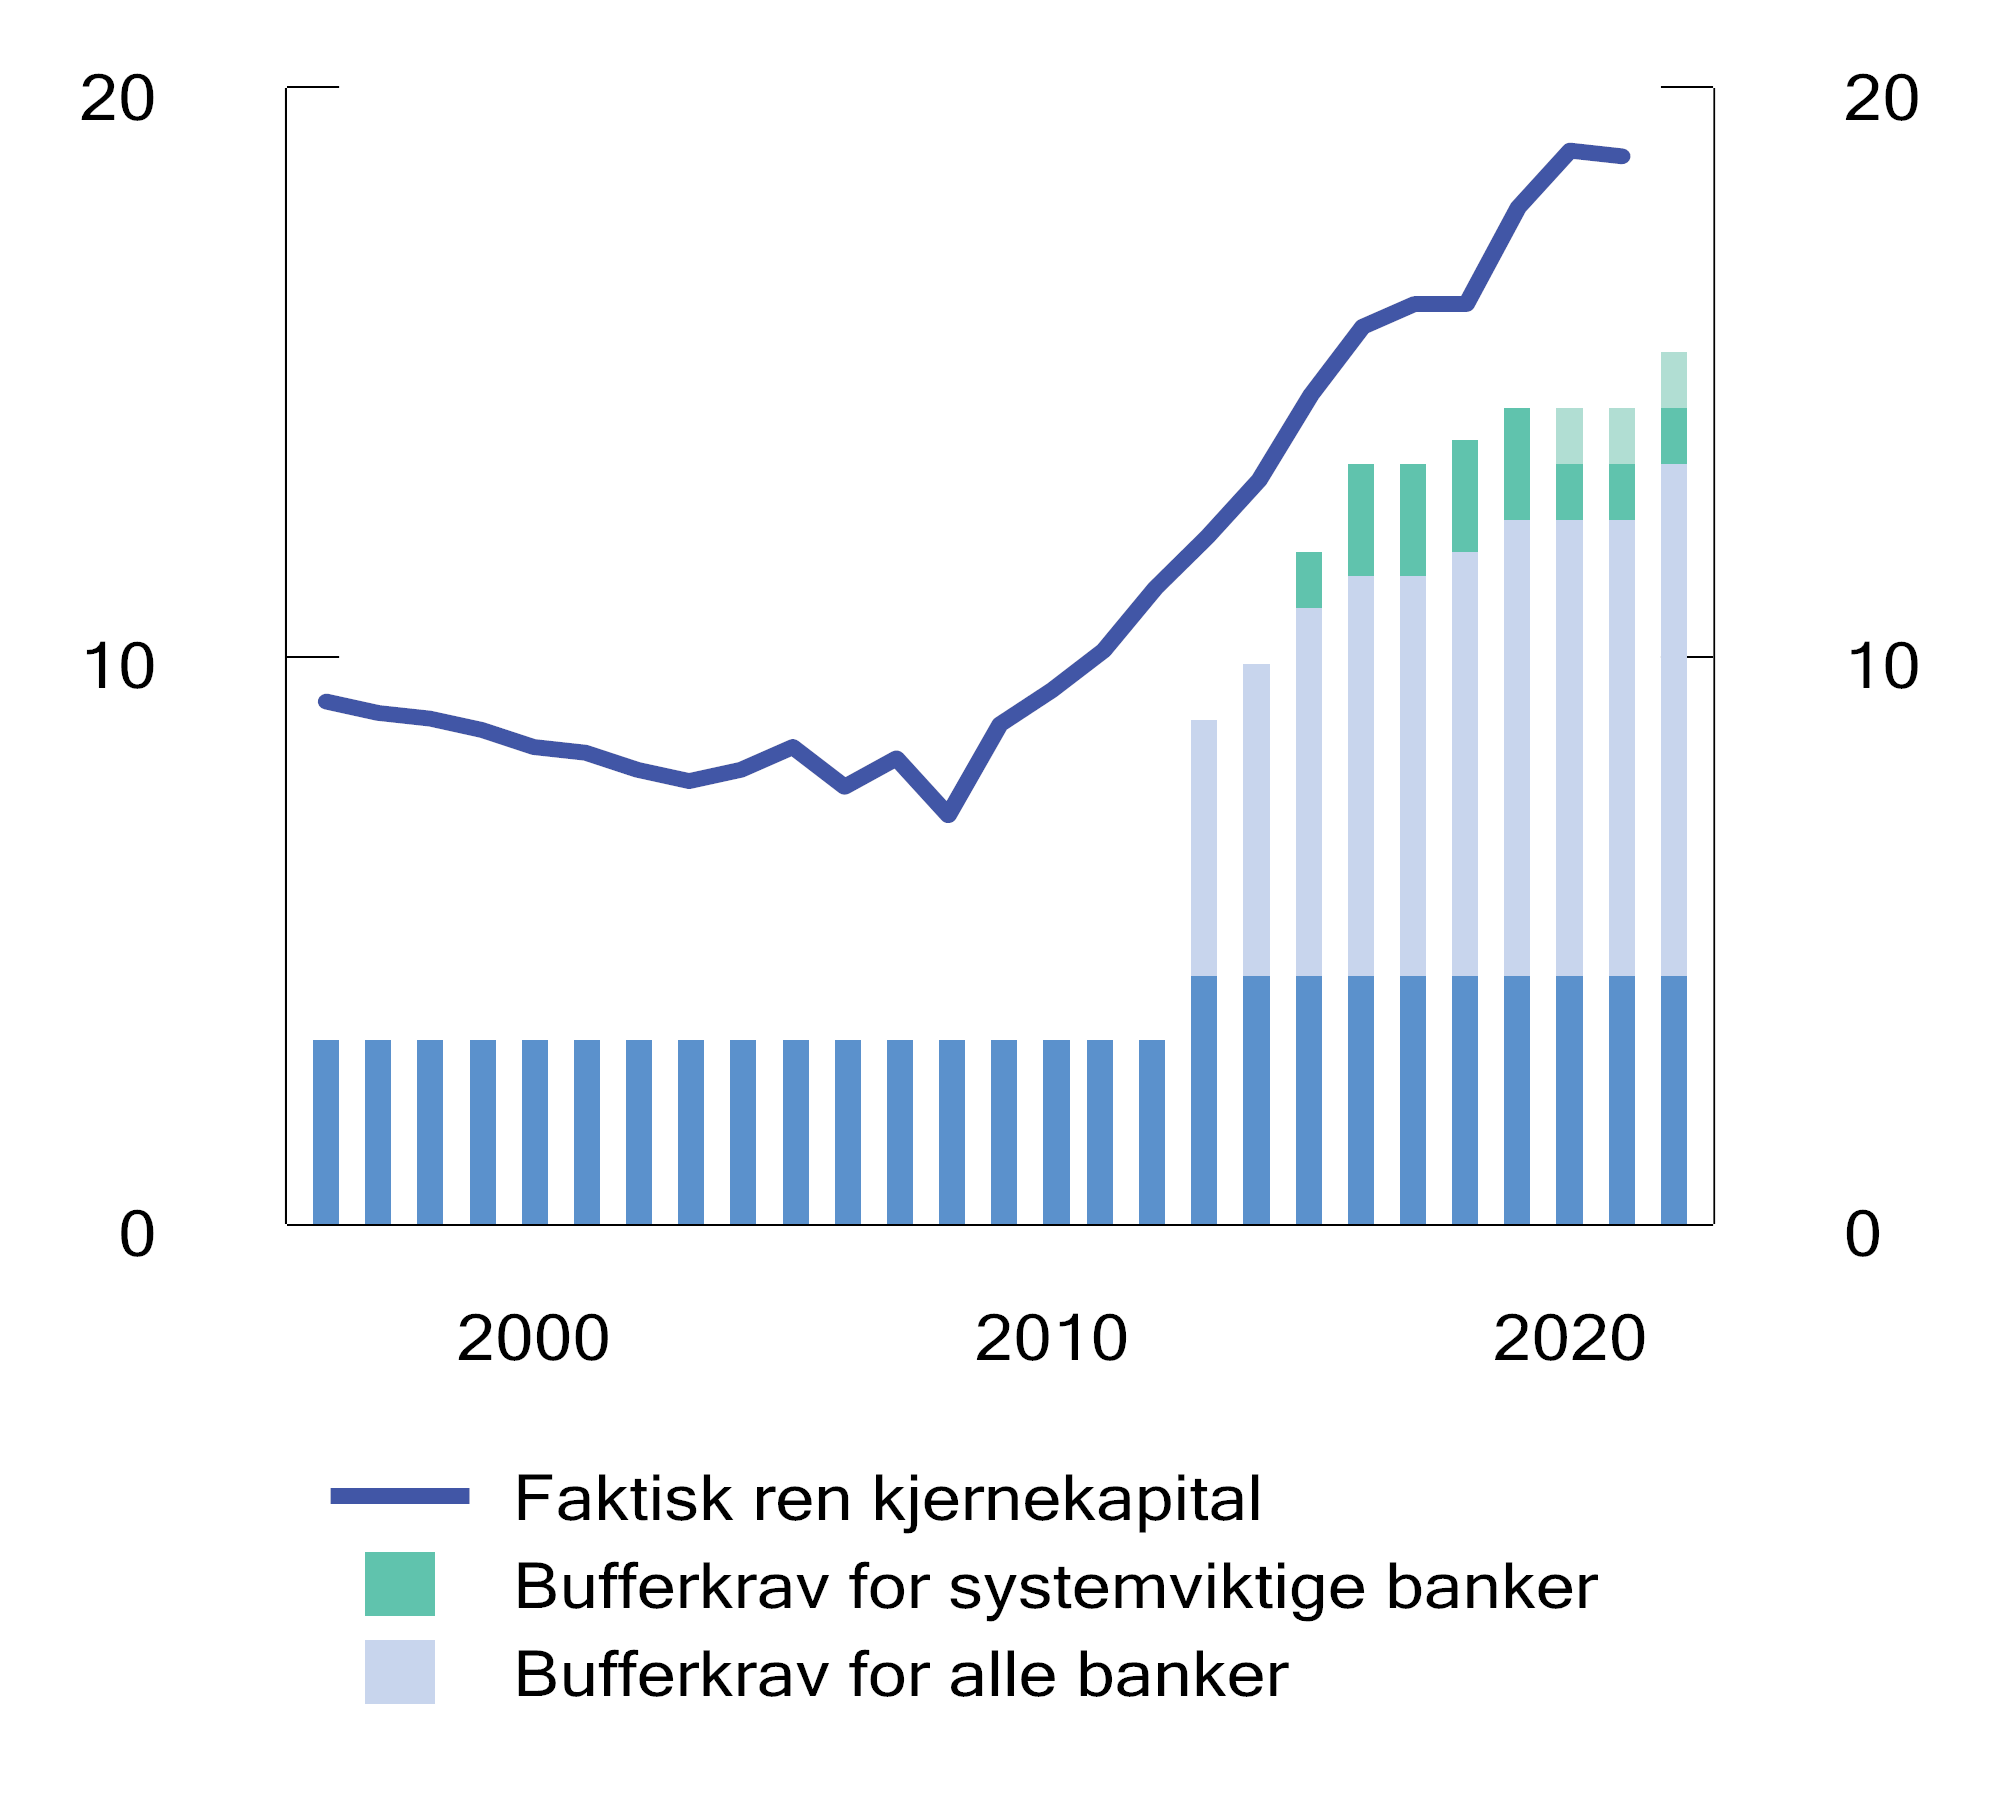 20 20
10 10
0 0
2000 2010 2020
Faktisk ren kjernekapital
Bufferkrav for systemviktige banker
Bufferkrav for alle banker